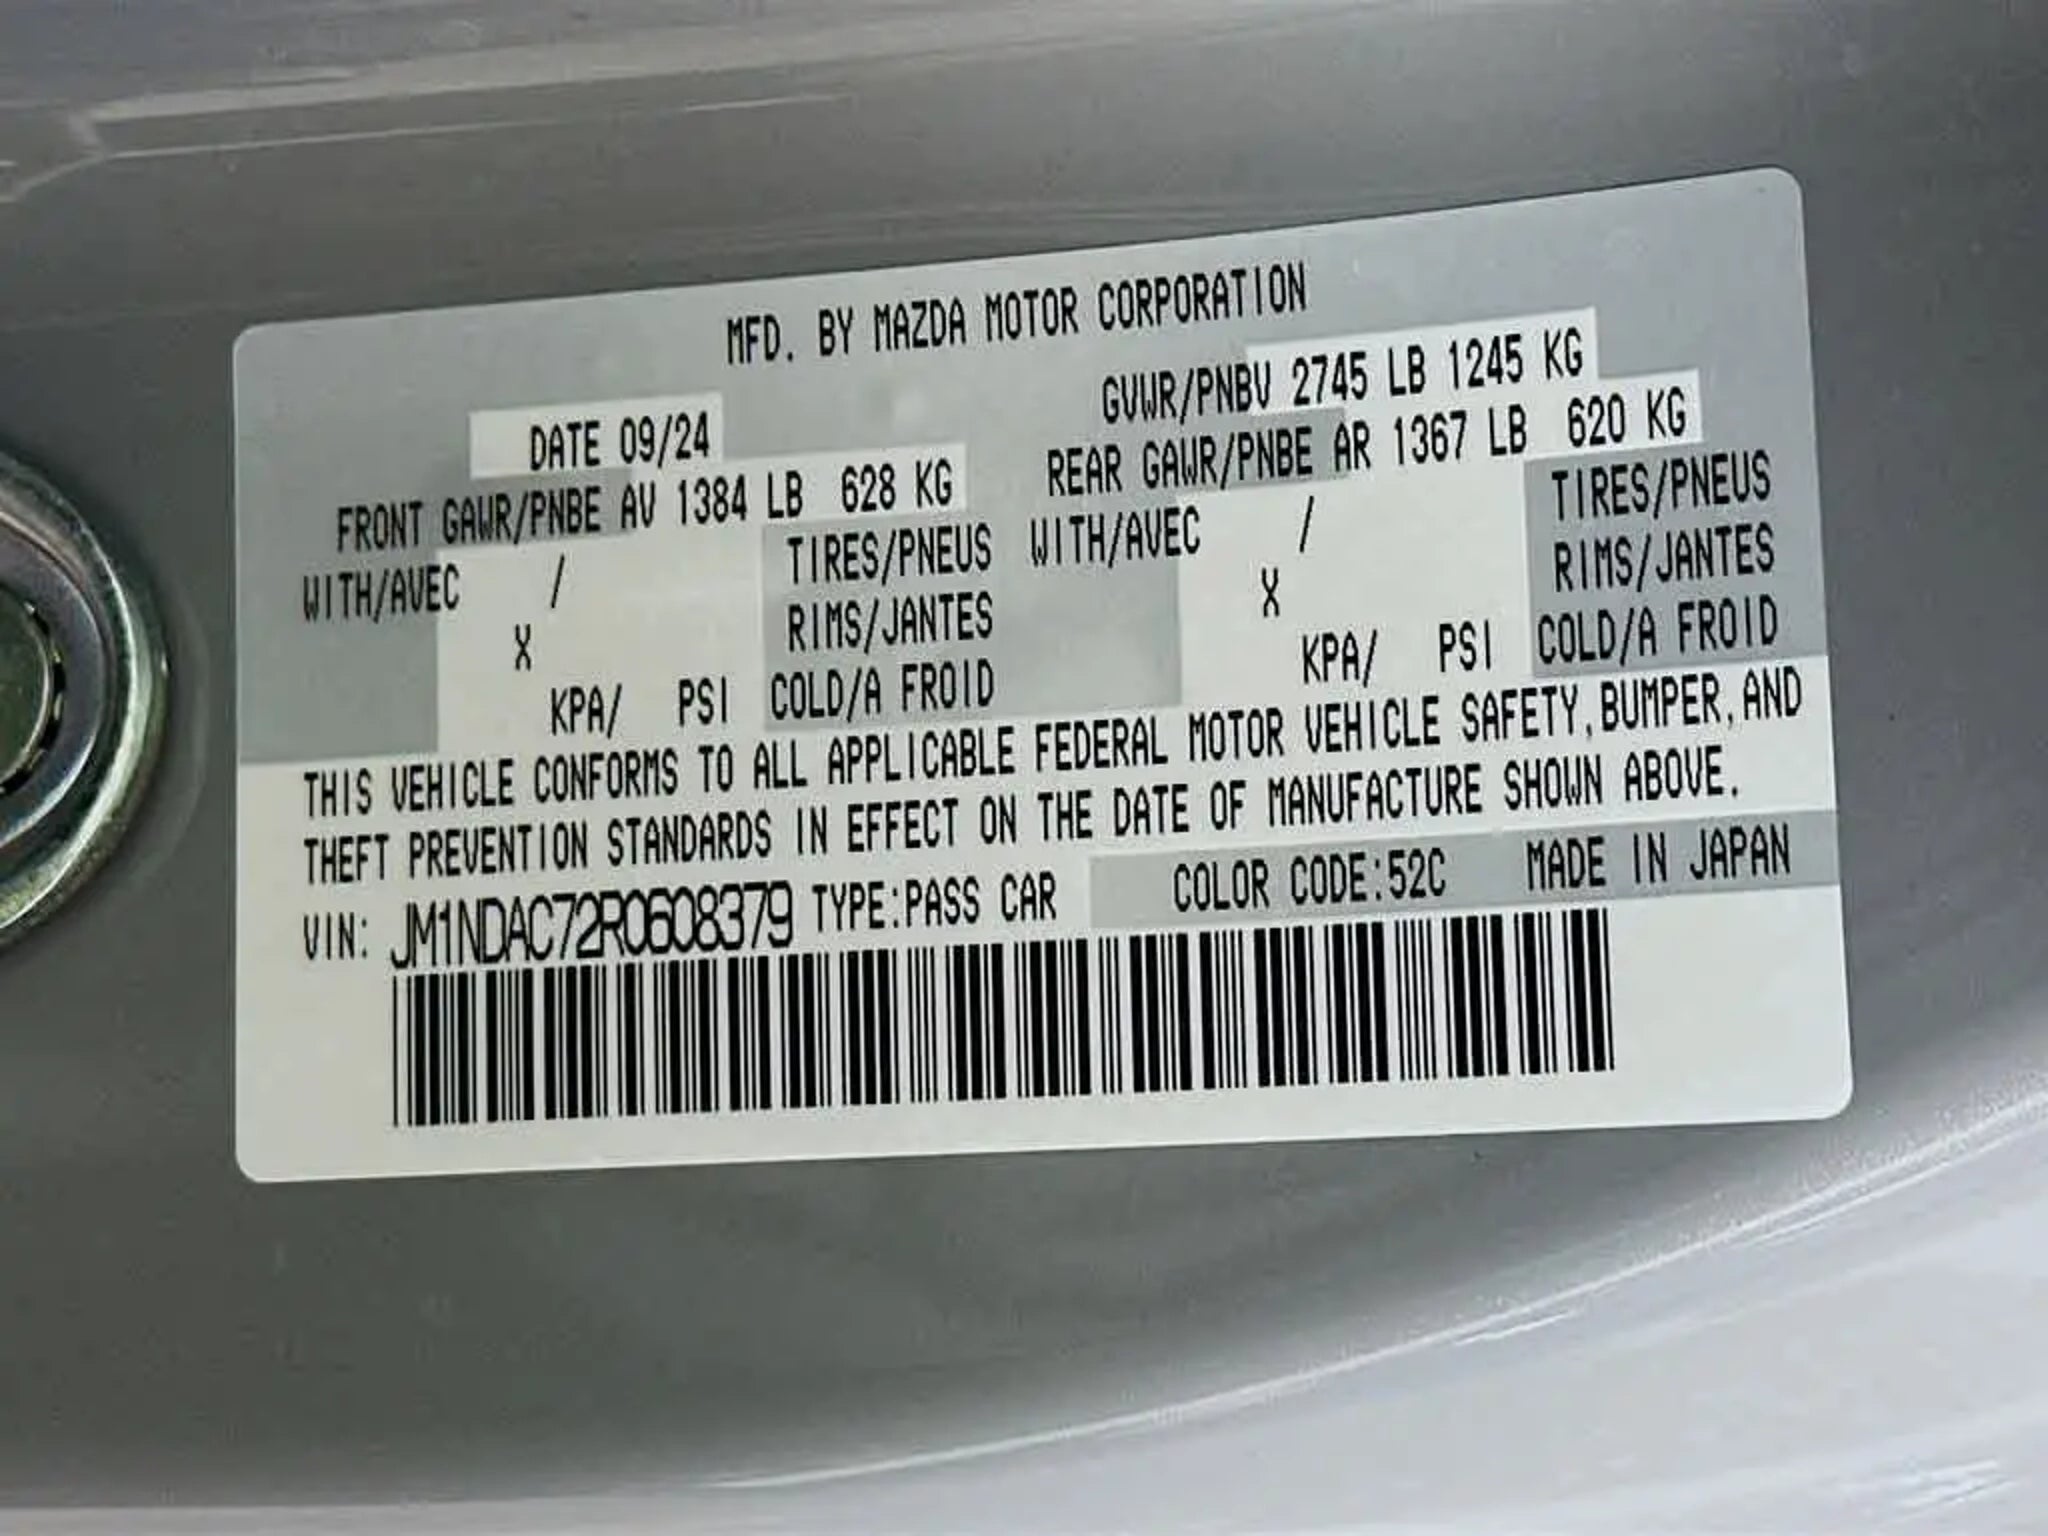 MFD. BY MAZDA MOTOR CORPORATION
DATE 09/24 GVWR/PNBV 2745 LB 1245 KG
FRONT GAWR/PNBE AV 1384 LB 628 KG REAR GAWR/PNBE AR 1367 LB 620 KG
WITH/AVEC / TIRES/PNEUS WITH/AVEC / TIRES/PNEUS
X RIMS/JANTES X RIMS/JANTES
KPA/ PSI COLD/A FROID KPA/ PSI COLD/A FROID
THIS VEHICLE CONFORMS TO ALL APPLICABLE FEDERAL MOTOR VEHICLE SAFETY, BUMPER, AND
THEFT PREVENTION STANDARDS IN EFFECT ON THE DATE OF MANUFACTURE SHOWN ABOVE.
VIN: JM1NDAC72R0608379 TYPE:PASS CAR COLOR CODE:52C MADE IN JAPAN